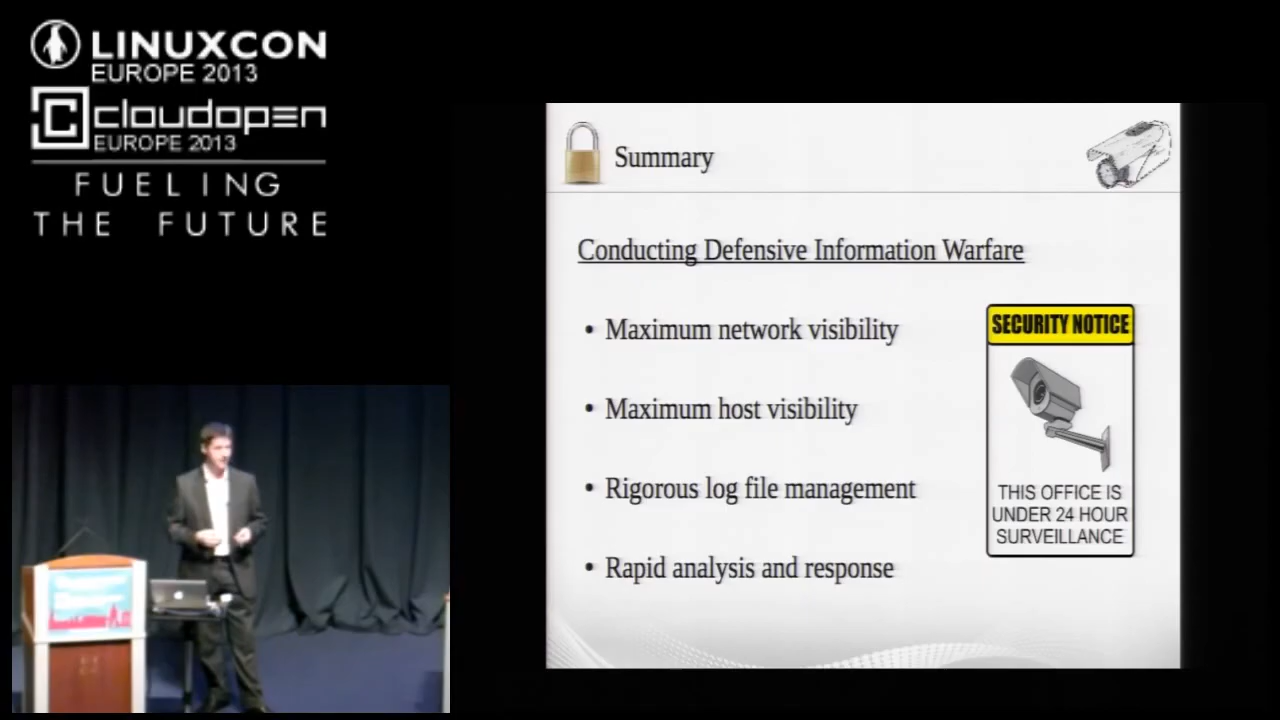 LINUXCON
EUROPE 2013
cloudopen
EUROPE 2013
FUELING
THE FUTURE
Summary
Conducting Defensive Information Warfare
• Maximum network visibility
• Maximum host visibility
• Rigorous log file management
• Rapid analysis and response
SECURITY NOTICE
THIS OFFICE IS
UNDER 24 HOUR
SURVEILLANCE